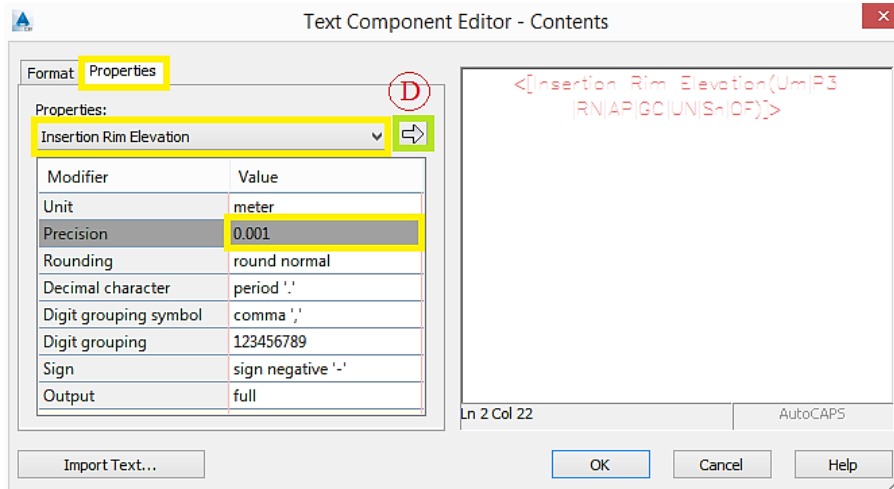 Text Component Editor - Contents
Format Properties
D
Properties:
Insertion Rim Elevation
Modifier Value
Unit meter
Precision 0.001
Rounding round normal
Decimal character period '.'
Digit grouping symbol comma ','
Digit grouping 123456789
Sign sign negative '-'
Output full
<[Insertion Rim Elevation(Um|P3
|RN|AP|GC|UN|Sn|OF)]>
Ln 2 Col 22 AutoCAPS
Import Text... OK Cancel Help